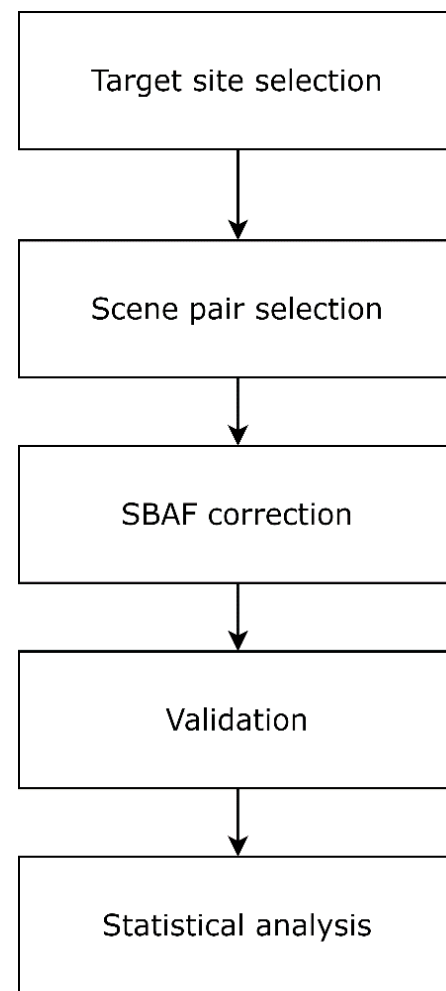 Target site selection
Scene pair selection
SBAF correction
Validation
Statistical analysis